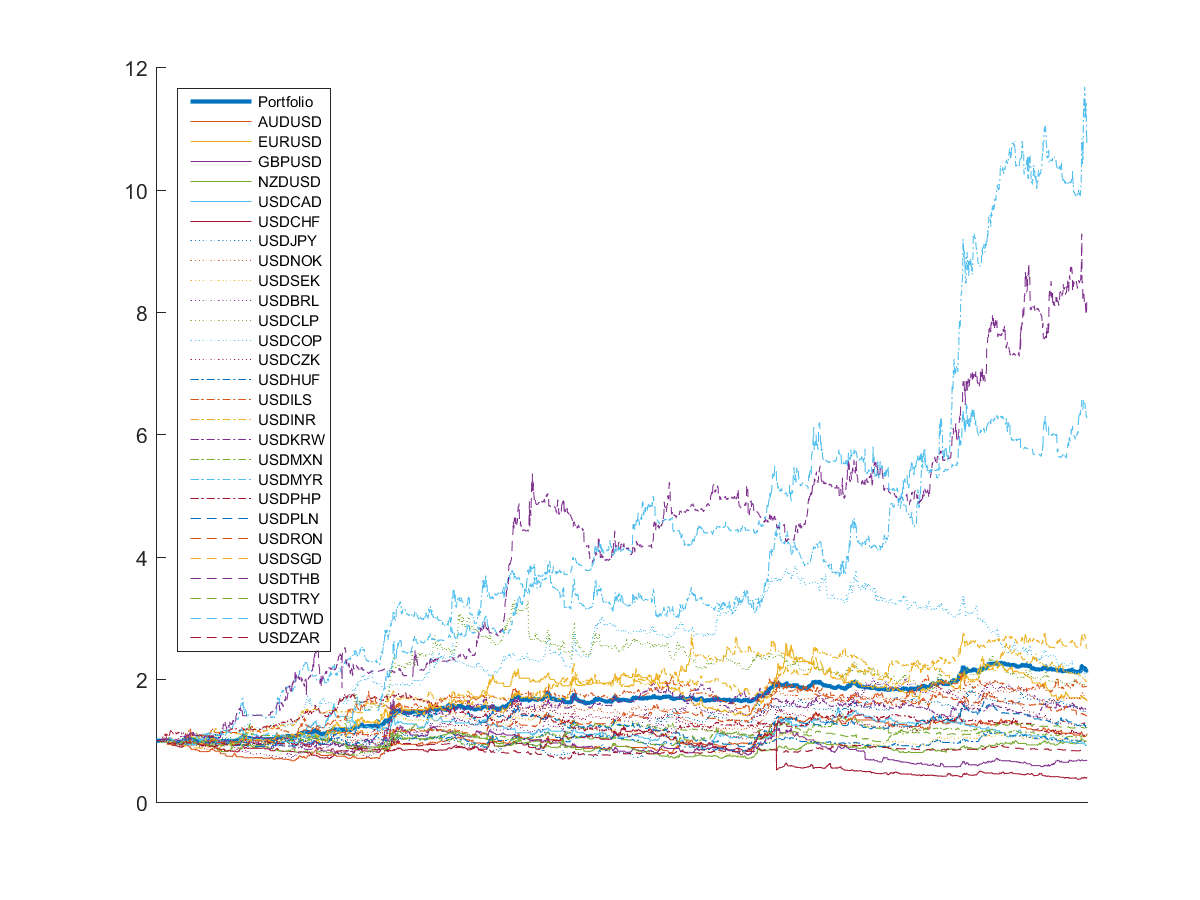 12
10
8
6
4
2
0
Portfolio
AUDUSD
EURUSD
GBPUSD
NZDUSD
USDCAD
USDCHF
USDJPY
USDNOK
USDSEK
USDBRL
USDCLP
USDCOP
USDCZK
USDHUF
USDILS
USDINR
USDKRW
USDMXN
USDMYR
USDPHP
USDPLN
USDRON
USDSGD
USDTHB
USDTRY
USDTWD
USDZAR